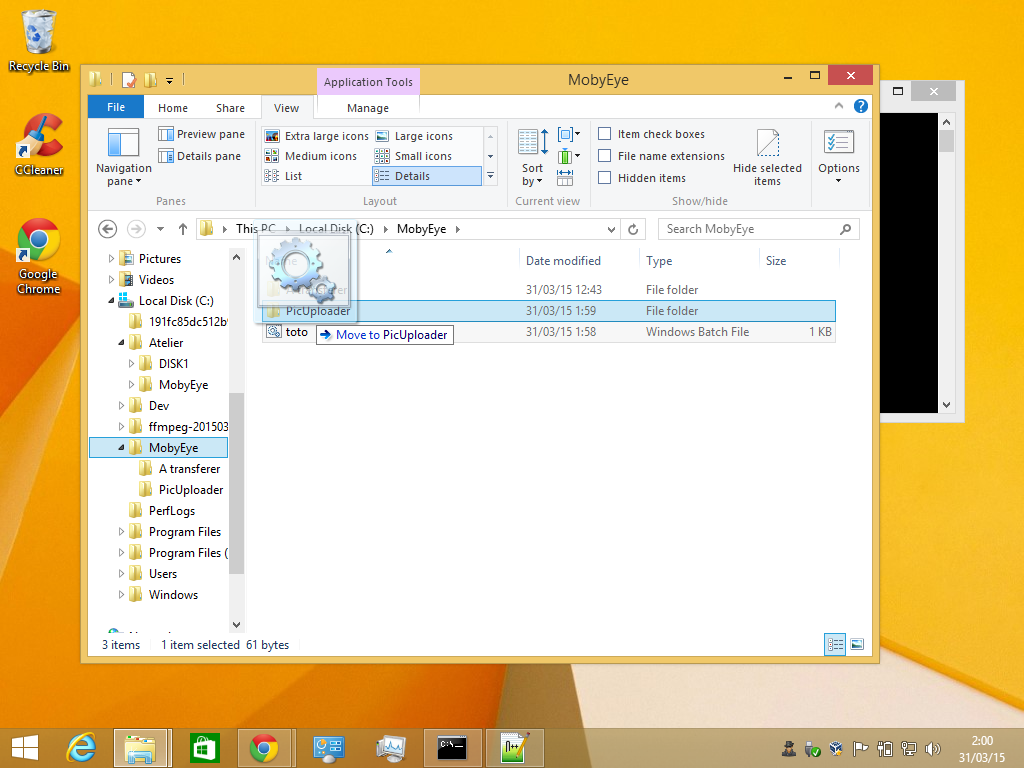 Recycle Bin
CCleaner
Google
Chrome
Application Tools
MobyEye
File
Home
Share
View
Manage
Navigation
pane
Preview pane
Details pane
Panes
Extra large icons
Large icons
Medium icons
Small icons
List
Details
Layout
Sort
by
Current view
Item check boxes
File name extensions
Hidden items
Hide selected
items
Show/hide
Options
This PC
Local Disk (C:)
MobyEye
Search MobyEye
Pictures
Videos
Local Disk (C:)
191fc85dc512b
Atelier
DISK1
MobyEye
Dev
ffmpeg-201503
MobyEye
A transferer
PicUploader
PerfLogs
Program Files
Program Files (
Users
Windows
Date modified
Type
Size
31/03/15 12:43
File folder
PicUploader
31/03/15 1:59
File folder
toto
31/03/15 1:58
Windows Batch File
1 KB
Move to PicUploader
3 items
1 item selected 61 bytes
C:\
N++
2:00
31/03/15